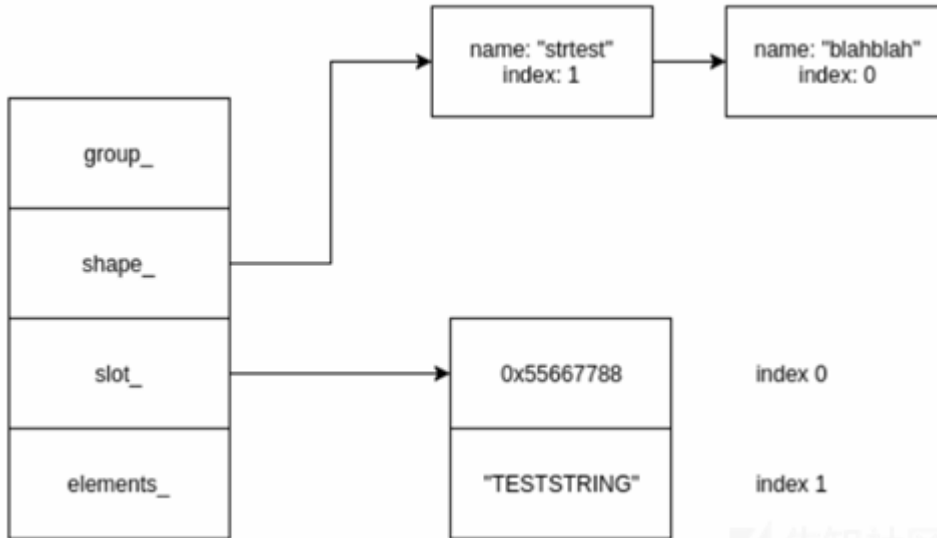 name: "strtest"
index: 1
name: "blahblah"
index: 0
group_
shape_
slot_
0x55667788
index 0
elements_
"TESTSTRING"
index 1